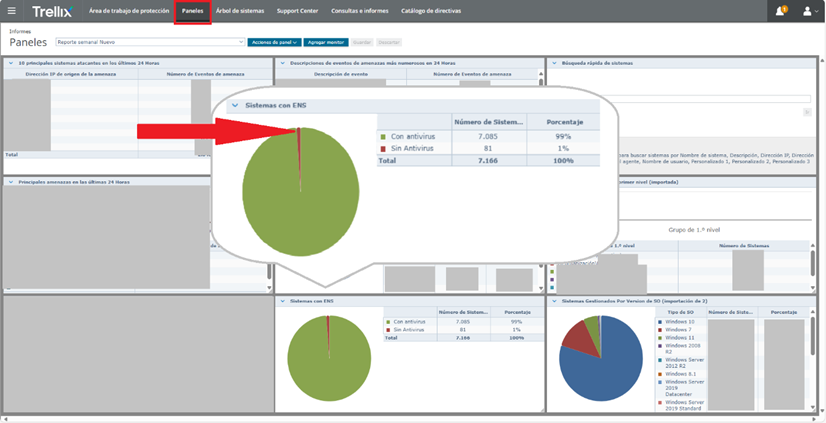 Trellix
Área de trabajo de protección Paneles Árbol de sistemas Support Center Consultas e informes Catálogo de directivas
Informes
Paneles Reporte semanal Nuevo Acciones de panel Agregar monitor Guardar Descartar
10 principales sistemas atacantes en los últimos 24 Horas
Dirección IP de origen de la amenaza Número de Eventos de amenaza
Total
Descripciones de eventos de amenazas más numerosos en 24 Horas
Descripción de evento Número de Eventos de amenaza
Búsqueda rápida de sistemas
para buscar sistemas por Nombre de sistema, Descripción, Dirección IP, Dirección
agente, Nombre de usuario, Personalizado 1, Personalizado 2, Personalizado 3
Sistemas con ENS
Número de Sistem... Porcentaje
Con antivirus 7.085 99%
Sin Antivirus 81 1%
Total 7.166 100%
Principales amenazas en las últimas 24 Horas
nivel (importada)
Grupo de 1.º nivel
1.º nivel Número de Sistemas
Sistemas con ENS
Número de Sistem... Porcentaje
Con antivirus 7.085 99%
Sin Antivirus 81 1%
Total 7.166 100%
Sistemas Gestionados Por Version de SO (importación de 2)
Tipo de SO Número de Siste... Porcentaje
Windows 10
Windows 7
Windows 11
Windows 2008
R2
Windows Server
2012 R2
Windows 8.1
Windows Server
2019
Datacenter
Windows Server
2019 Standard